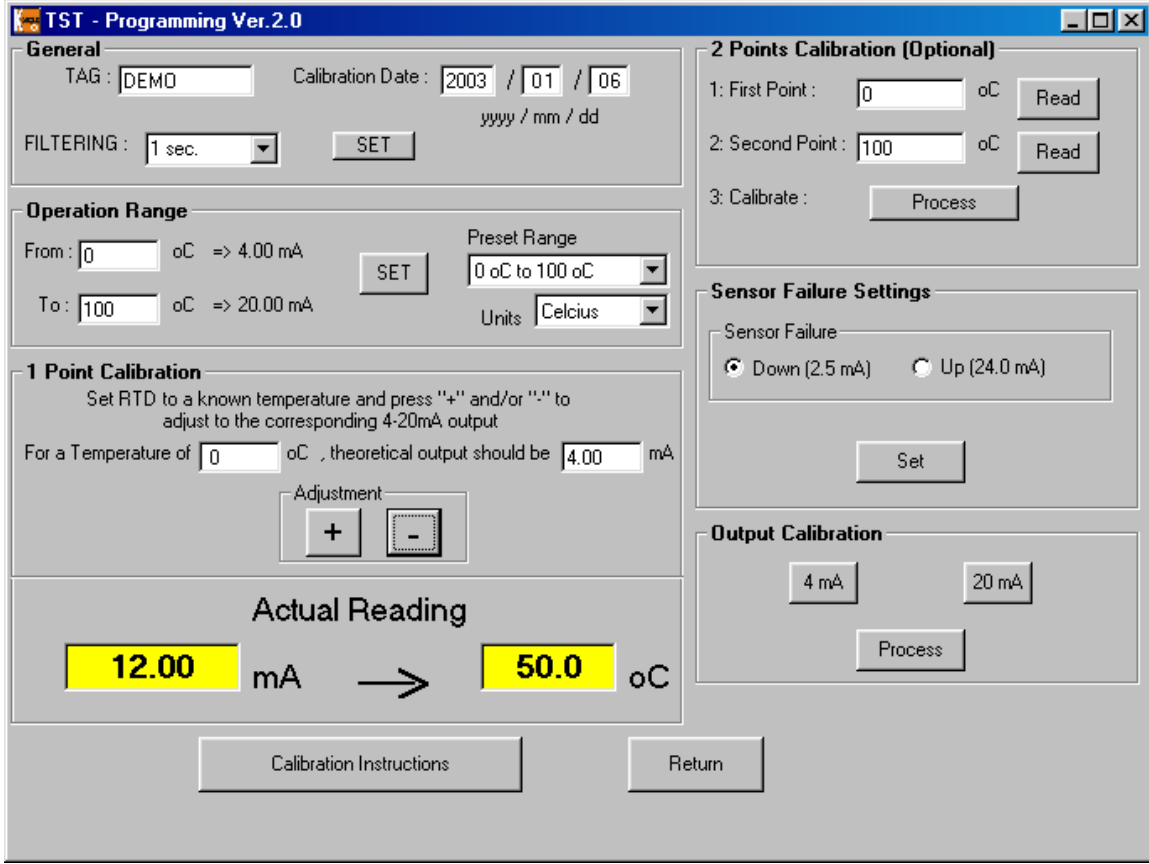 TST - Programming Ver.2.0
General
TAG : DEMO Calibration Date : 2003 / 01 / 06
yyyy / mm / dd
FILTERING : 1 sec. SET
Operation Range
From : 0 oC => 4.00 mA
To : 100 oC => 20.00 mA
SET
Preset Range
0 oC to 100 oC
Units Celcius
1 Point Calibration
Set RTD to a known temperature and press "+" and/or "-" to
adjust to the corresponding 4-20mA output
For a Temperature of 0 oC , theoretical output should be 4.00 mA
Adjustment
+ -
Actual Reading
12.00 mA 50.0 oC
2 Points Calibration (Optional)
1: First Point : 0 oC Read
2: Second Point : 100 oC Read
3: Calibrate : Process
Sensor Failure Settings
Sensor Failure
Down (2.5 mA) Up (24.0 mA)
Set
Output Calibration
4 mA 20 mA
Process
Calibration Instructions Return